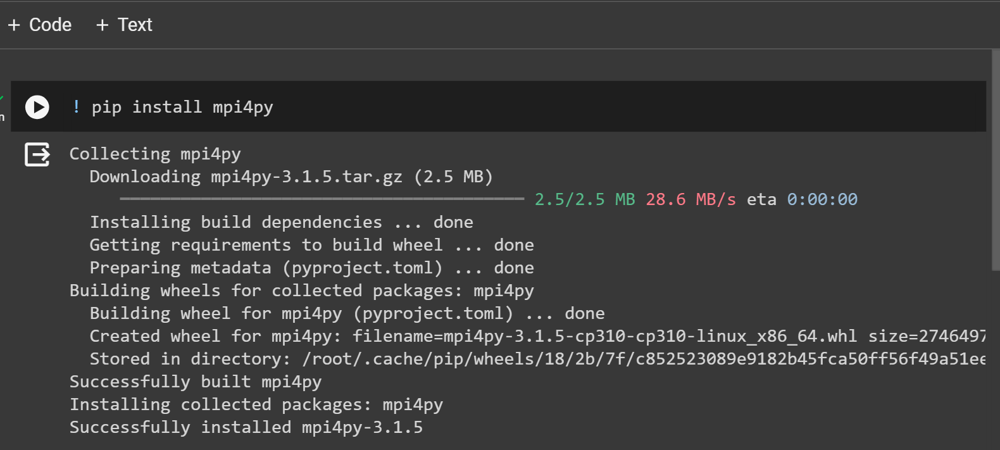 + Code + Text
! pip install mpi4py
Collecting mpi4py
Downloading mpi4py-3.1.5.tar.gz (2.5 MB)
2.5/2.5 MB 28.6 MB/s eta 0:00:00
Installing build dependencies ... done
Getting requirements to build wheel ... done
Preparing metadata (pyproject.toml) ... done
Building wheels for collected packages: mpi4py
Building wheel for mpi4py (pyproject.toml) ... done
Created wheel for mpi4py: filename=mpi4py-3.1.5-cp310-cp310-linux_x86_64.whl size=2746497
Stored in directory: /root/.cache/pip/wheels/18/2b/7f/c852523089e9182b45fca50ff56f49a51ee
Successfully built mpi4py
Installing collected packages: mpi4py
Successfully installed mpi4py-3.1.5